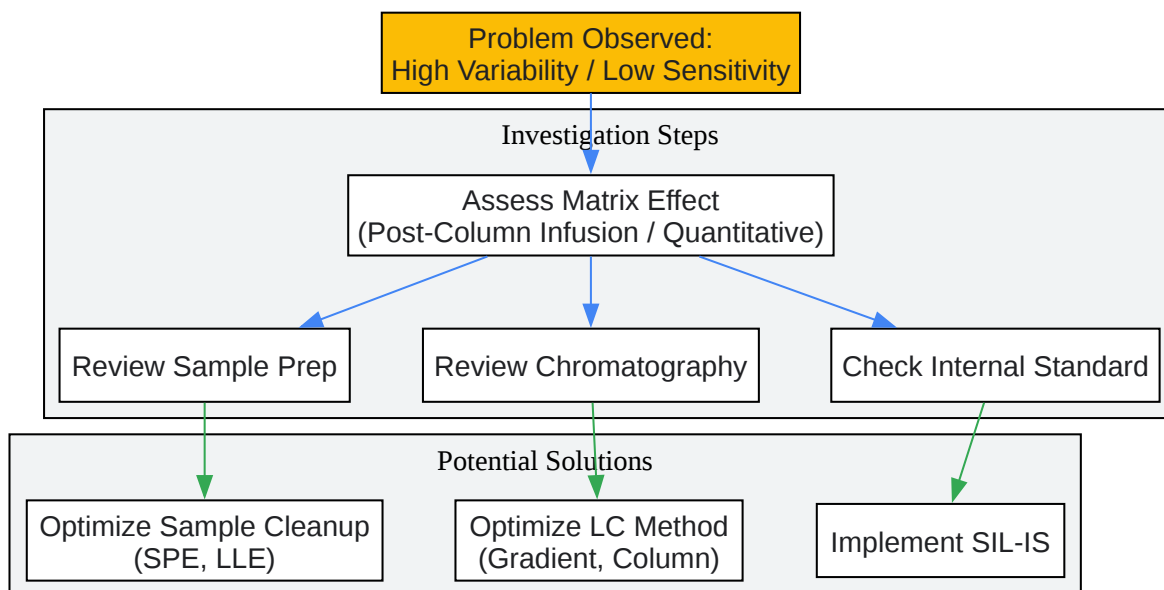 Problem Observed:
High Variability / Low Sensitivity
Investigation Steps
Assess Matrix Effect
(Post-Column Infusion / Quantitative)
Review Sample Prep
Review Chromatography
Check Internal Standard
Potential Solutions
Optimize Sample Cleanup
(SPE, LLE)
Optimize LC Method
(Gradient, Column)
Implement SIL-IS